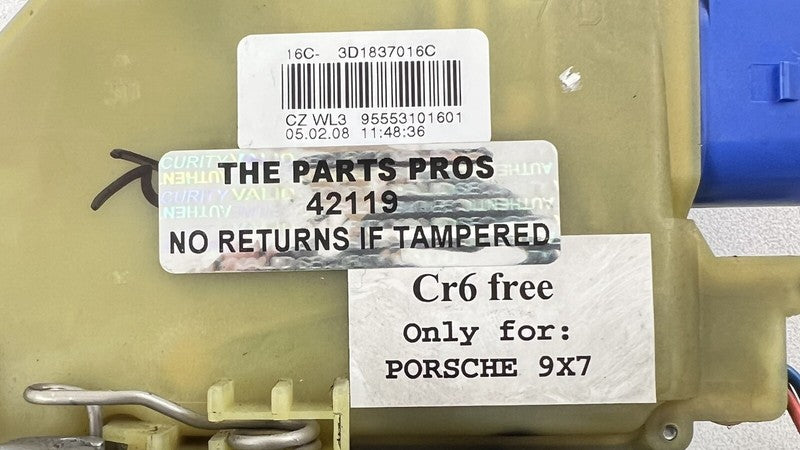 16C- 3D1837016C
CZ WL3 95553101601
05.02.08 11:48:36
THE PARTS PROS
42119
NO RETURNS IF TAMPERED
Cr6 free
Only for:
PORSCHE 9X7